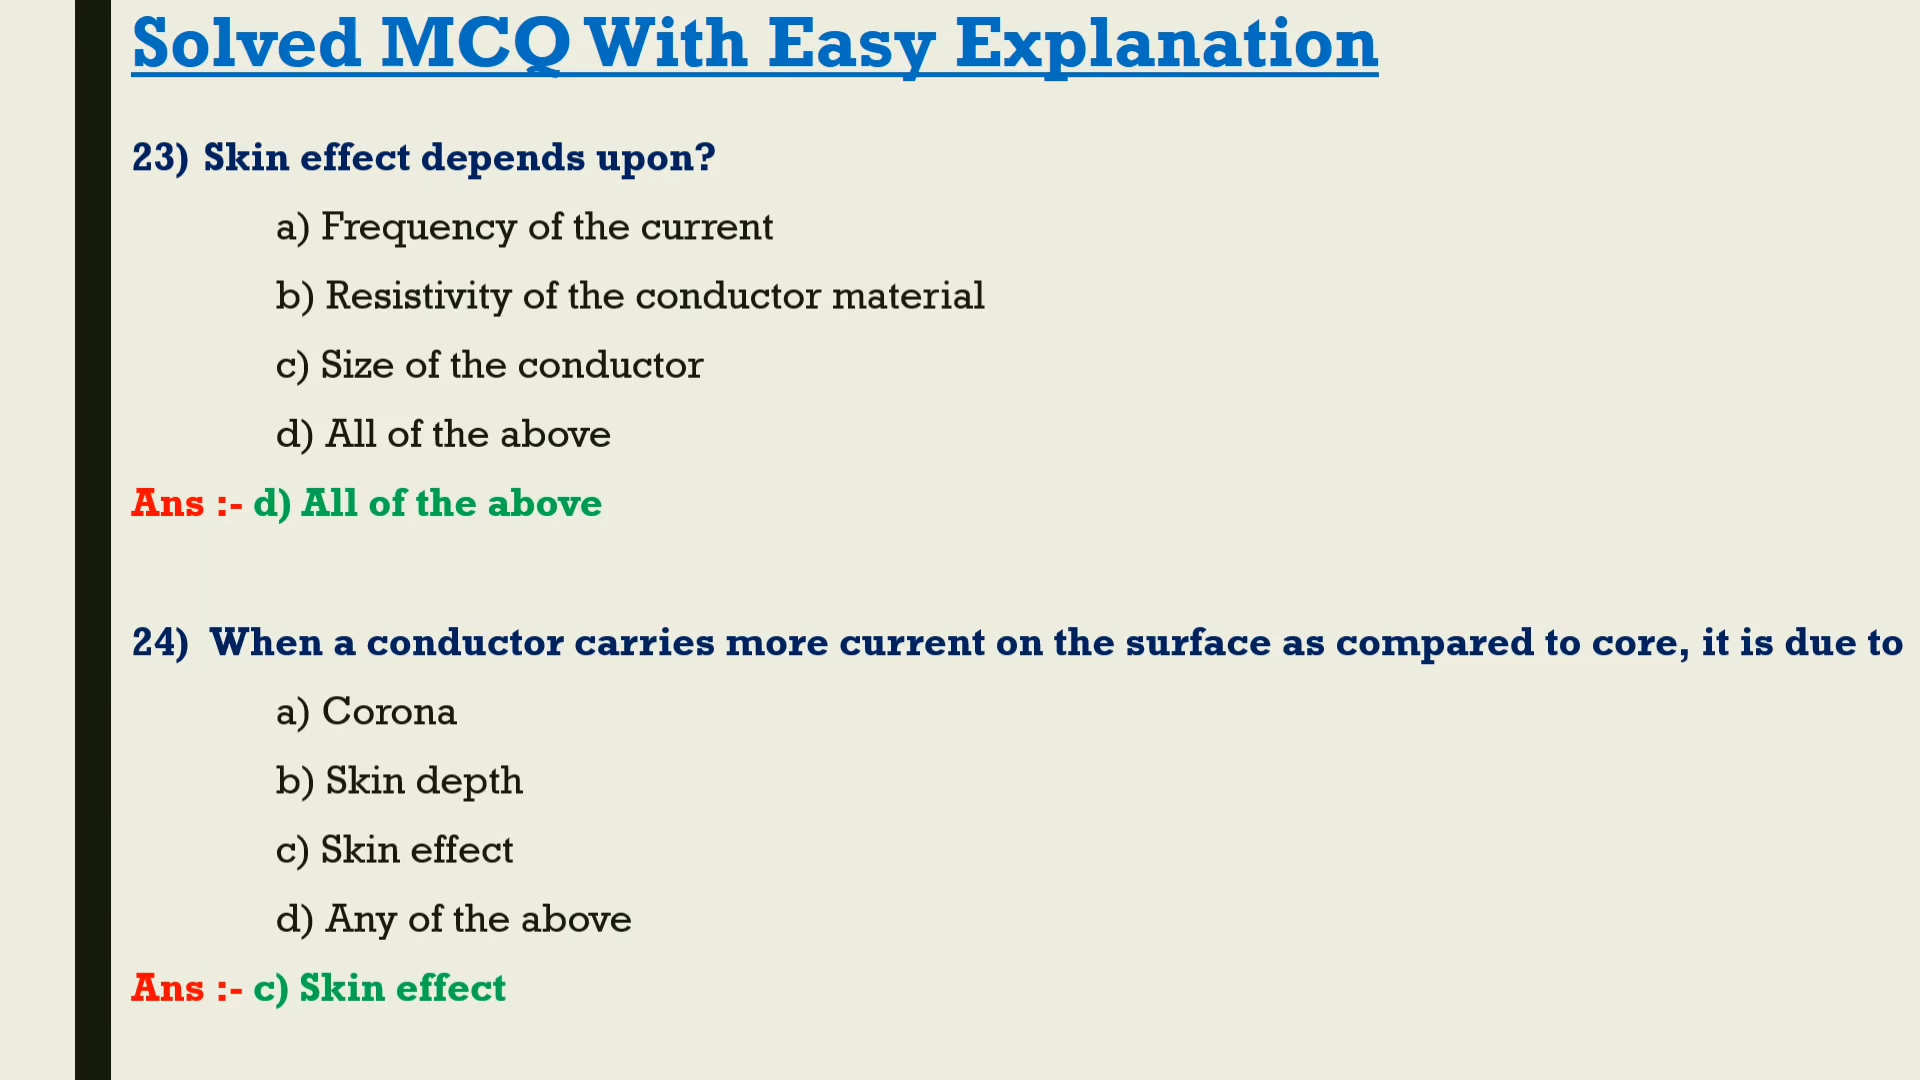 Solved MCQ With Easy Explanation
23) Skin effect depends upon?
a) Frequency of the current
b) Resistivity of the conductor material
c) Size of the conductor
d) All of the above
Ans :- d) All of the above
24) When a conductor carries more current on the surface as compared to core, it is due to
a) Corona
b) Skin depth
c) Skin effect
d) Any of the above
Ans :- c) Skin effect